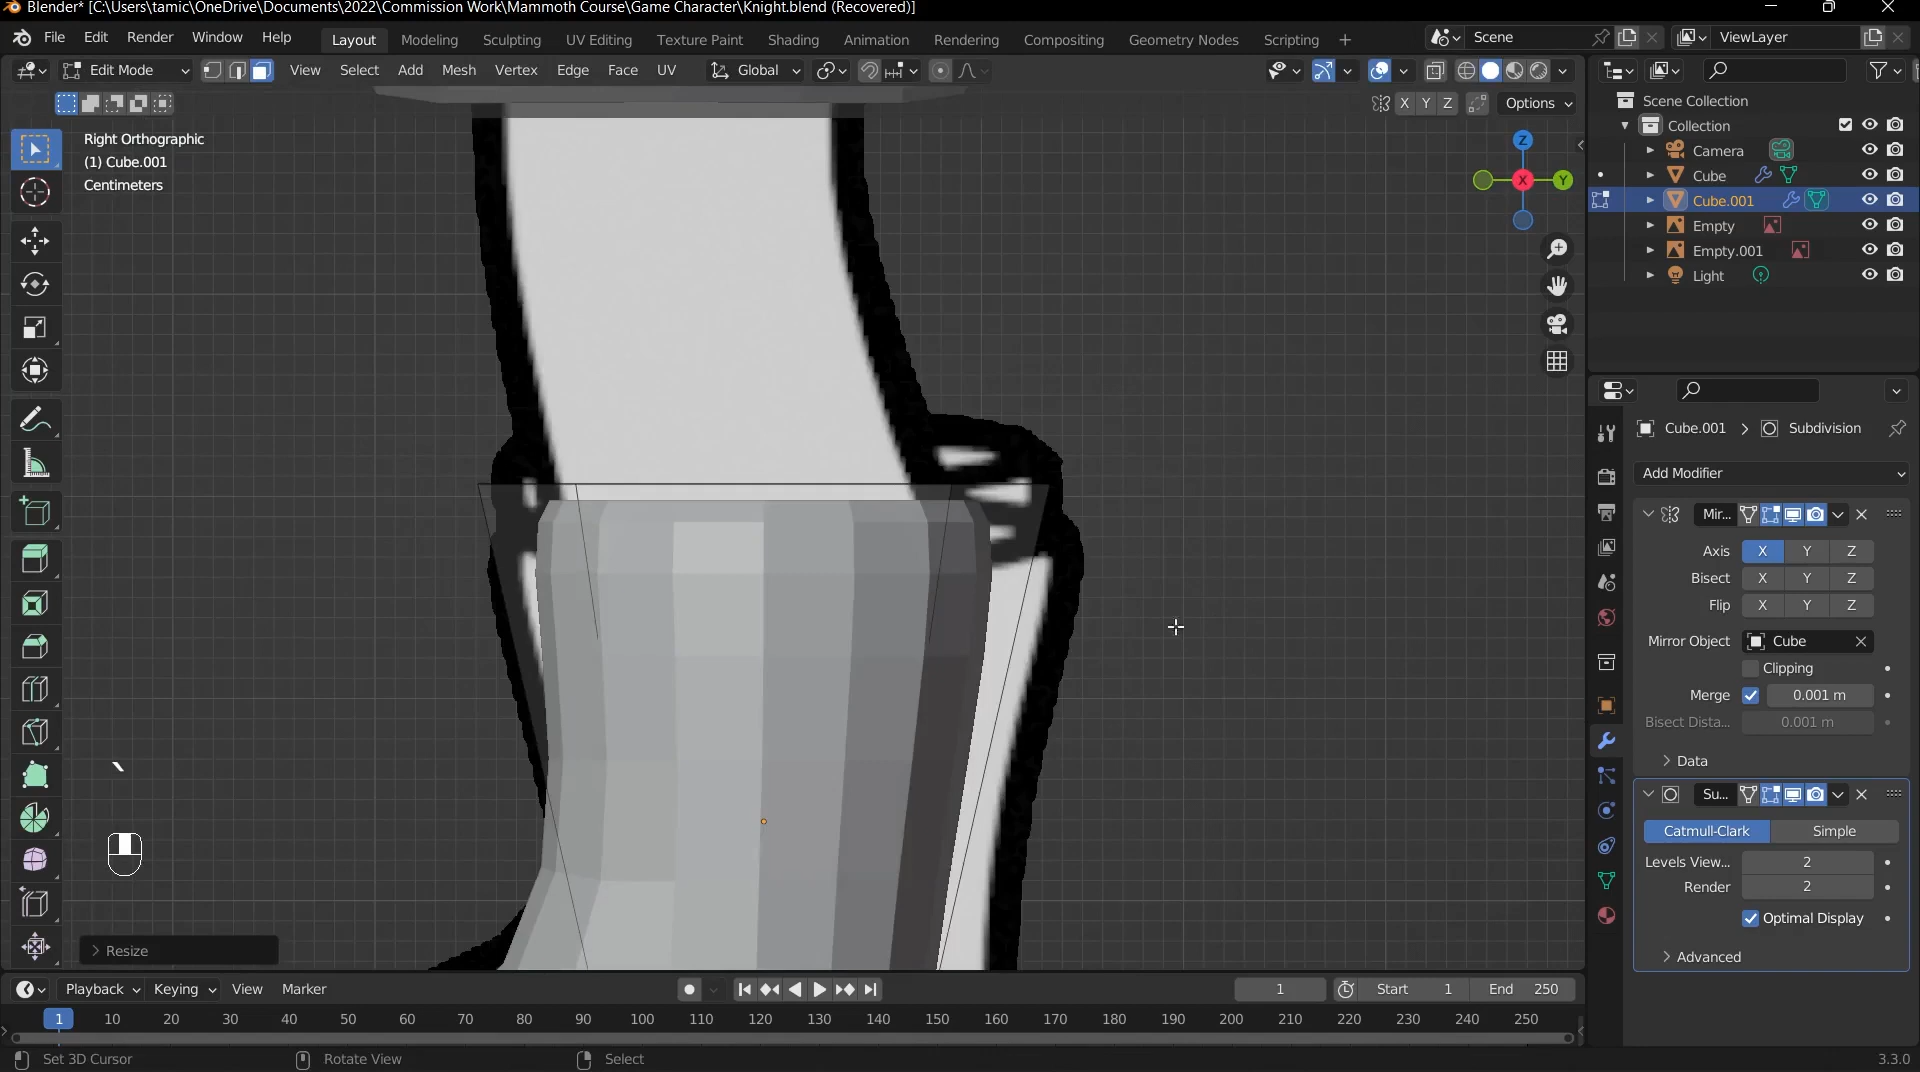 Blender* [C:\Users\tamic\OneDrive\Documents\2022\Commission Work\Mammoth Course\Game Character\Knight.blend (Recovered)]
File Edit Render Window Help Layout Modeling Sculpting UV Editing Texture Paint Shading Animation Rendering Compositing Geometry Nodes Scripting + Scene ViewLayer
Edit Mode View Select Add Mesh Vertex Edge Face UV Global
X Y Z Options
Right Orthographic
(1) Cube.001
Centimeters
Z
X
Y
Scene Collection
Collection
Camera
Cube
Cube.001
Empty
Empty.001
Light
Cube.001 > Subdivision
Add Modifier
Mir...
Axis X Y Z
Bisect X Y Z
Flip X Y Z
Mirror Object Cube
Clipping
Merge 0.001 m
Bisect Dista... 0.001 m
Data
Su...
Catmull-Clark Simple
Levels View... 2
Render 2
Optimal Display
Advanced
Resize
Playback Keying View Marker 1 Start 1 End 250
1 10 20 30 40 50 60 70 80 90 100 110 120 130 140 150 160 170 180 190 200 210 220 230 240 250
Set 3D Cursor Rotate View Select 3.3.0